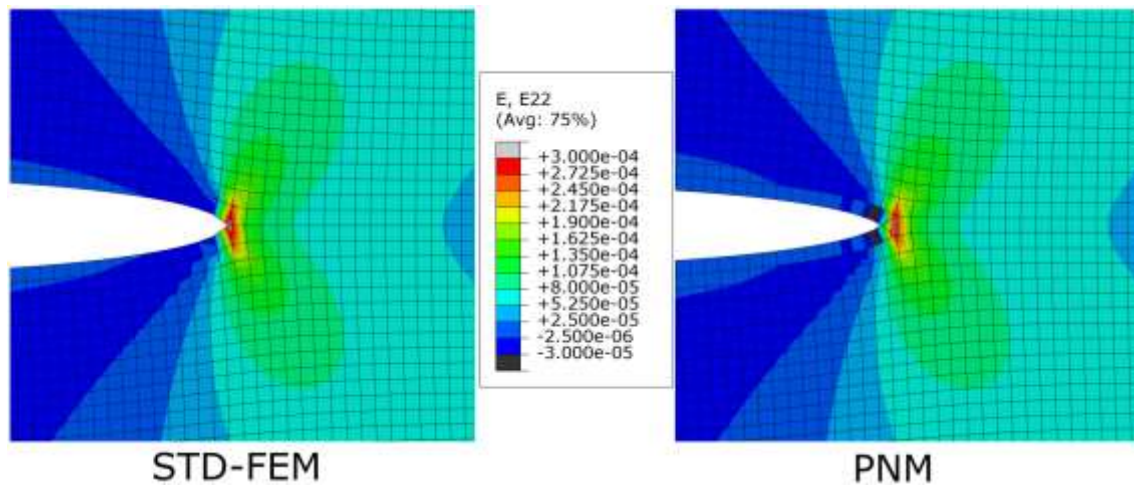 E, E22
(Avg: 75%)
+3.000e-04
+2.725e-04
+2.450e-04
+2.175e-04
+1.900e-04
+1.625e-04
+1.350e-04
+1.075e-04
+8.000e-05
+5.250e-05
+2.500e-05
-2.500e-06
-3.000e-05
STD-FEM
PNM